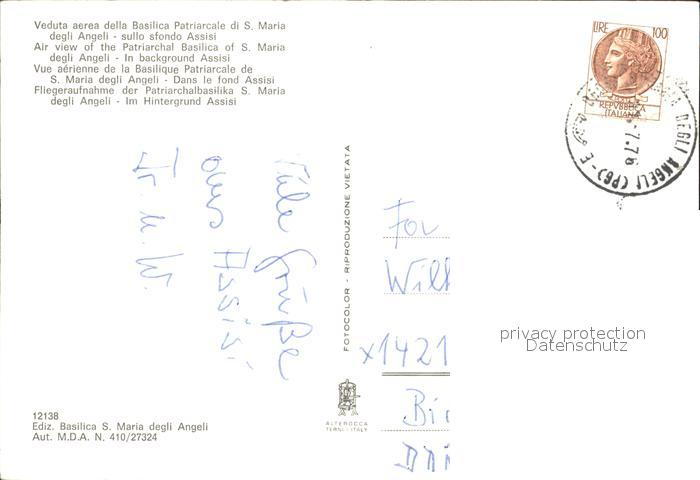 Veduta aerea della Basilica Patriarcale di S. Maria
degli Angeli - sullo sfondo Assisi
Air view of the Patriarchal Basilica of S. Maria
degli Angeli - In background Assisi
Vue aérienne de la Basilique Patriarcale de
S. Maria degli Angeli - Dans le fond Assisi
Fliegeraufnahme der Patriarchalbasilika S. Maria
degli Angeli - Im Hintergrund Assisi
LIRE 100
REPVBBLICA
ITALIANA
DEGLI ANGELI (PG) - E
7.76
Viele Grüße
aus Assisi
FOTOCOLOR - RIPRODUZIONE VIETATA
x1421
privacy protection
Datenschutz
ALTEROCCA
TERNI - ITALY
12138
Ediz. Basilica S. Maria degli Angeli
Aut. M.D.A. N. 410/27324